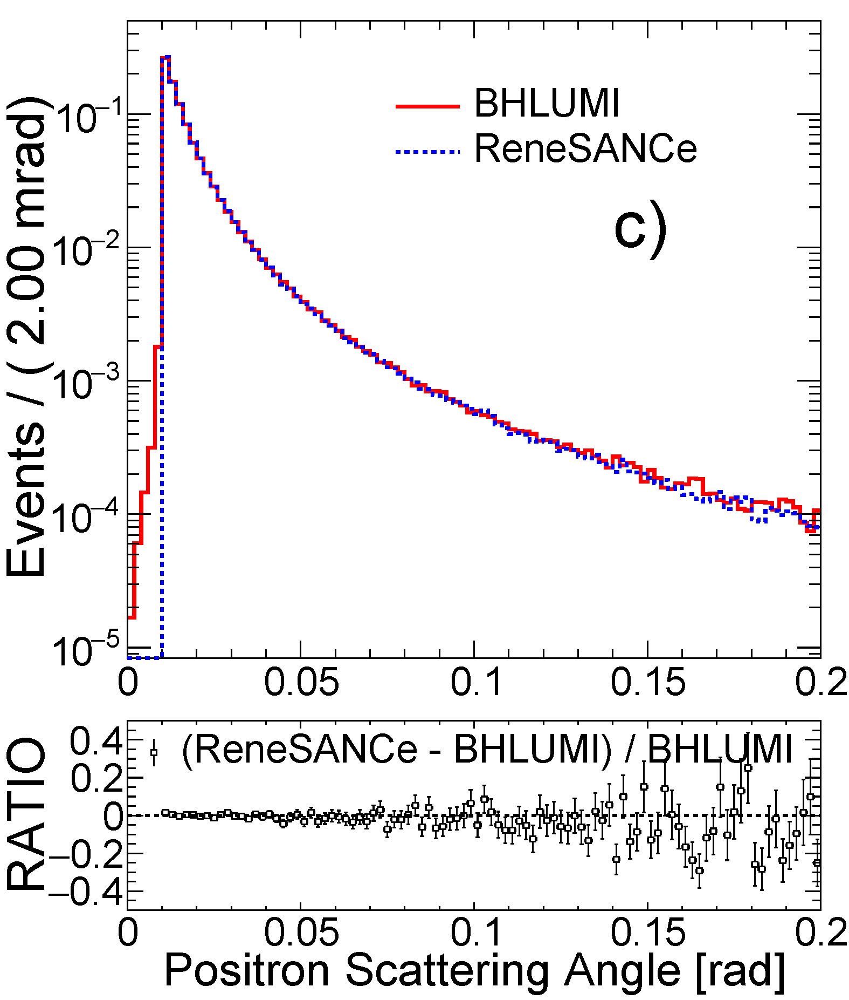 Events / ( 2.00 mrad)
10−1
10−2
10−3
10−4
10−5
BHLUMI
ReneSANCe
c)
0 0.05 0.1 0.15 0.2
RATIO
0.4
0.2
0
−0.2
−0.4
(ReneSANCe - BHLUMI) / BHLUMI
0 0.05 0.1 0.15 0.2
Positron Scattering Angle [rad]